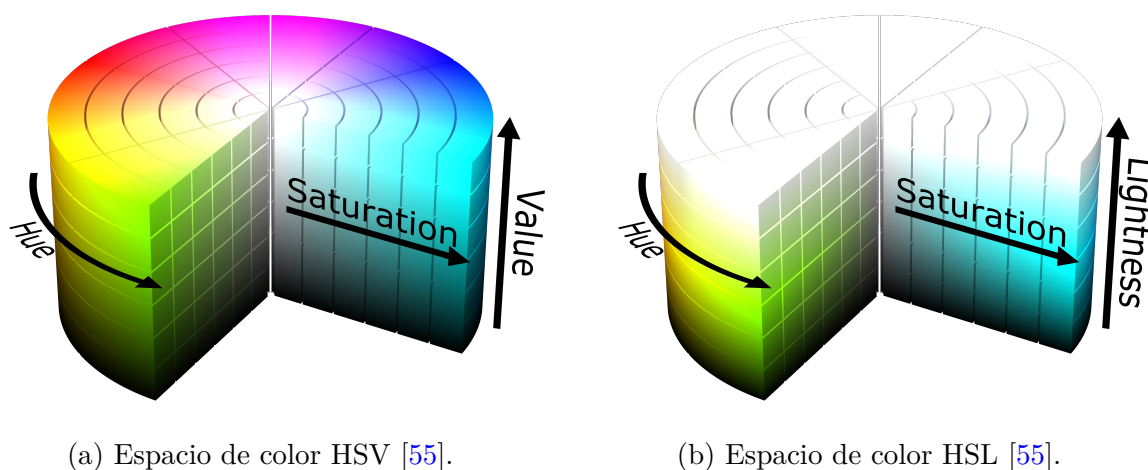 Hue
Saturation
Value
Hue
Saturation
Lightness
(a) Espacio de color HSV [55].
(b) Espacio de color HSL [55].